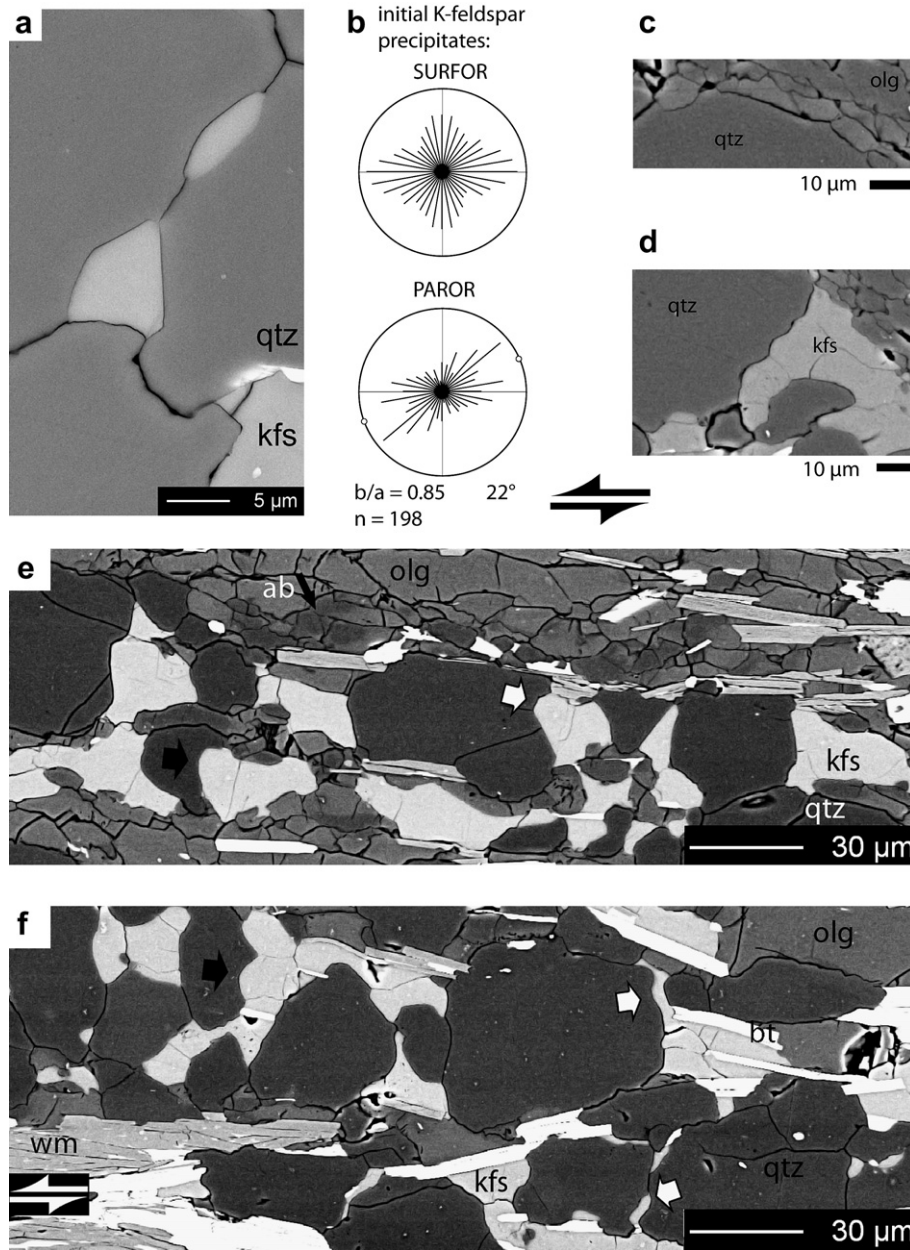 a
qtz
kfs
5 µm
b
initial K-feldspar
precipitates:
SURFOR
PAROR
b/a = 0.85 22°
n = 198
c
olg
qtz
10 µm
d
qtz
kfs
10 µm
e
olg
ab
kfs
qtz
30 µm
f
olg
bt
wm
kfs
qtz
30 µm